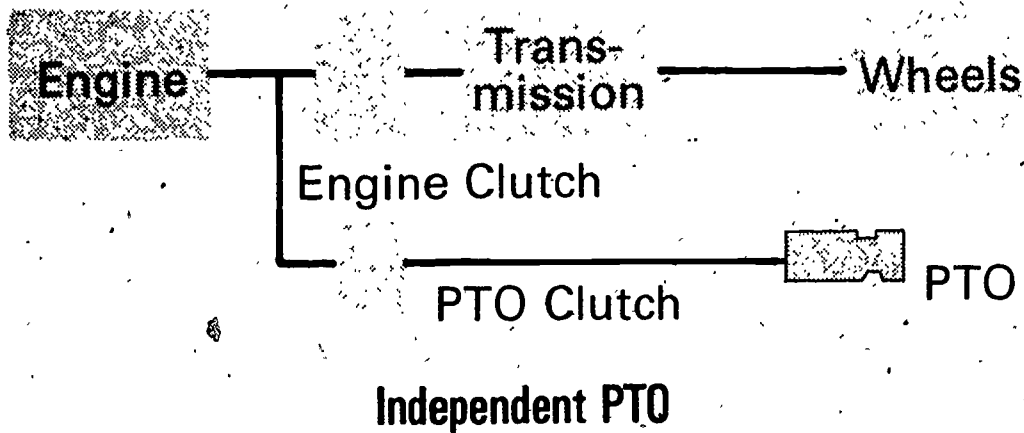 Engine
Trans-
mission
Wheels
Engine Clutch
PTO Clutch
PTO
Independent PTO